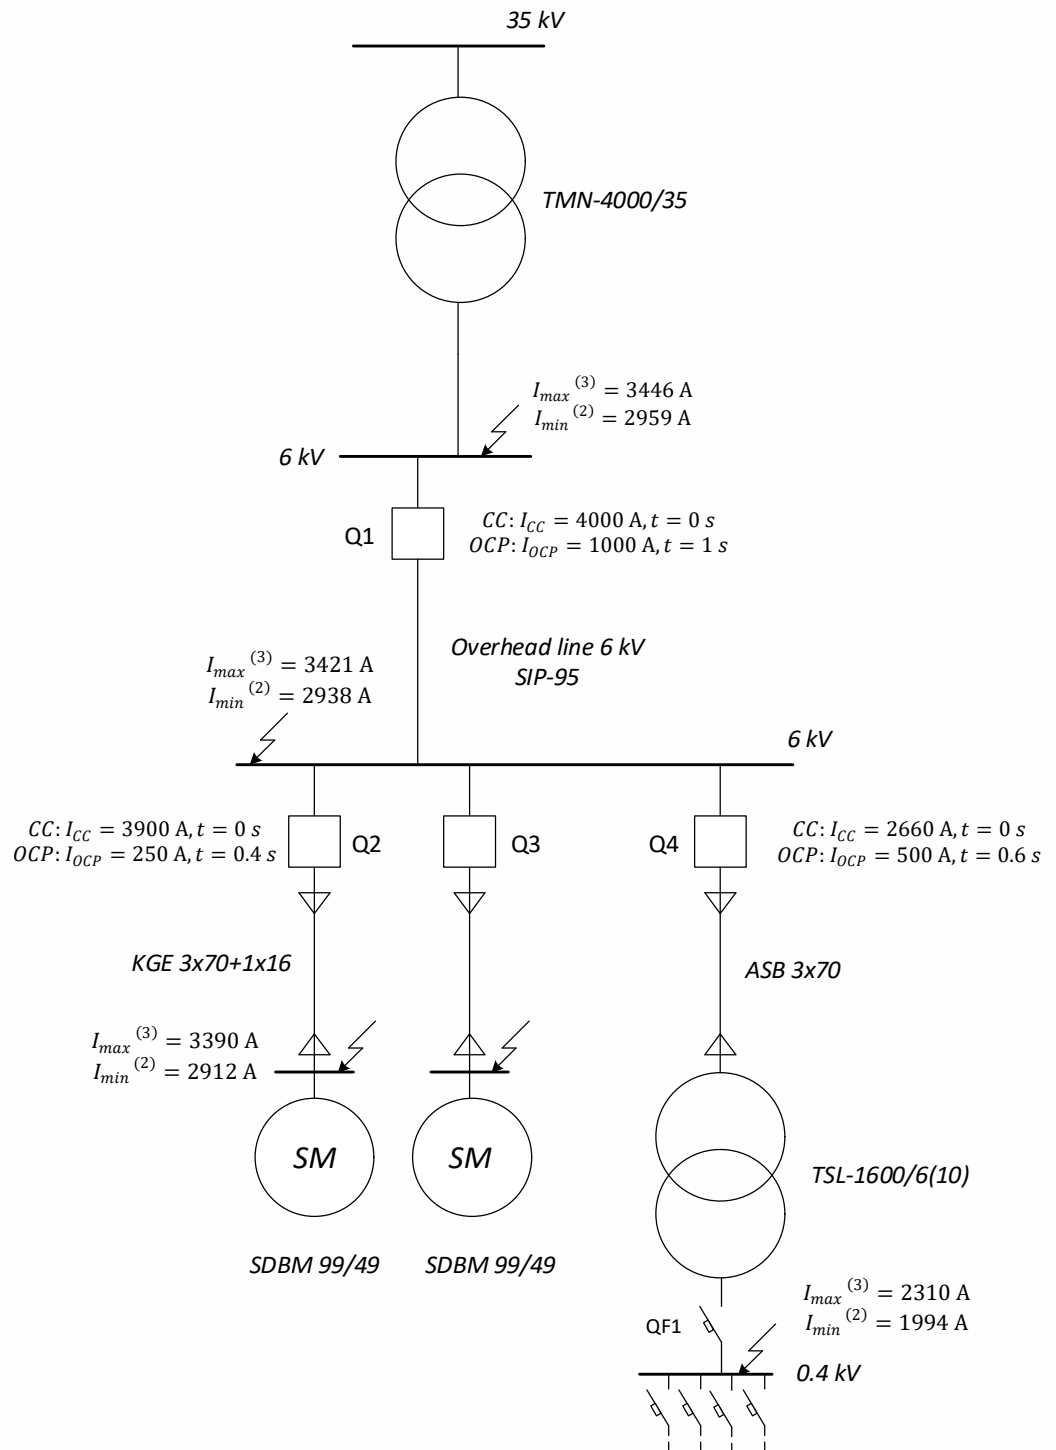 35 kV
TMN-4000/35
I_max^(3) = 3446 A
I_min^(2) = 2959 A
6 kV
Q1
CC: I_CC = 4000 A, t = 0 s
OCP: I_OCP = 1000 A, t = 1 s
Overhead line 6 kV
SIP-95
I_max^(3) = 3421 A
I_min^(2) = 2938 A
6 kV
CC: I_CC = 3900 A, t = 0 s
OCP: I_OCP = 250 A, t = 0.4 s
Q2
Q3
Q4
CC: I_CC = 2660 A, t = 0 s
OCP: I_OCP = 500 A, t = 0.6 s
KGE 3x70+1x16
ASB 3x70
I_max^(3) = 3390 A
I_min^(2) = 2912 A
SM
SM
TSL-1600/6(10)
SDBM 99/49
SDBM 99/49
I_max^(3) = 2310 A
I_min^(2) = 1994 A
QF1
0.4 kV